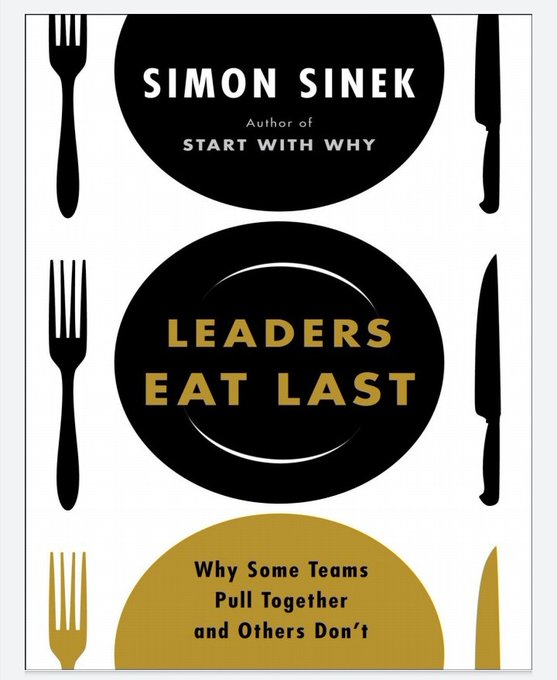 SIMON SINEK
Author of
START WITH WHY
LEADERS
EAT LAST
Why Some Teams
Pull Together
and Others Don't